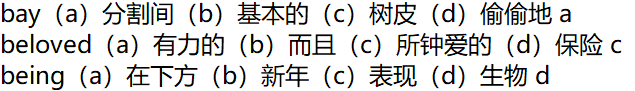 bay（a）分割间（b）基本的（c）树皮（d）偷偷地 a
beloved（a）有力的（b）而且（c）所钟爱的（d）保险 c
being（a）在下方（b）新年（c）表现（d）生物 d